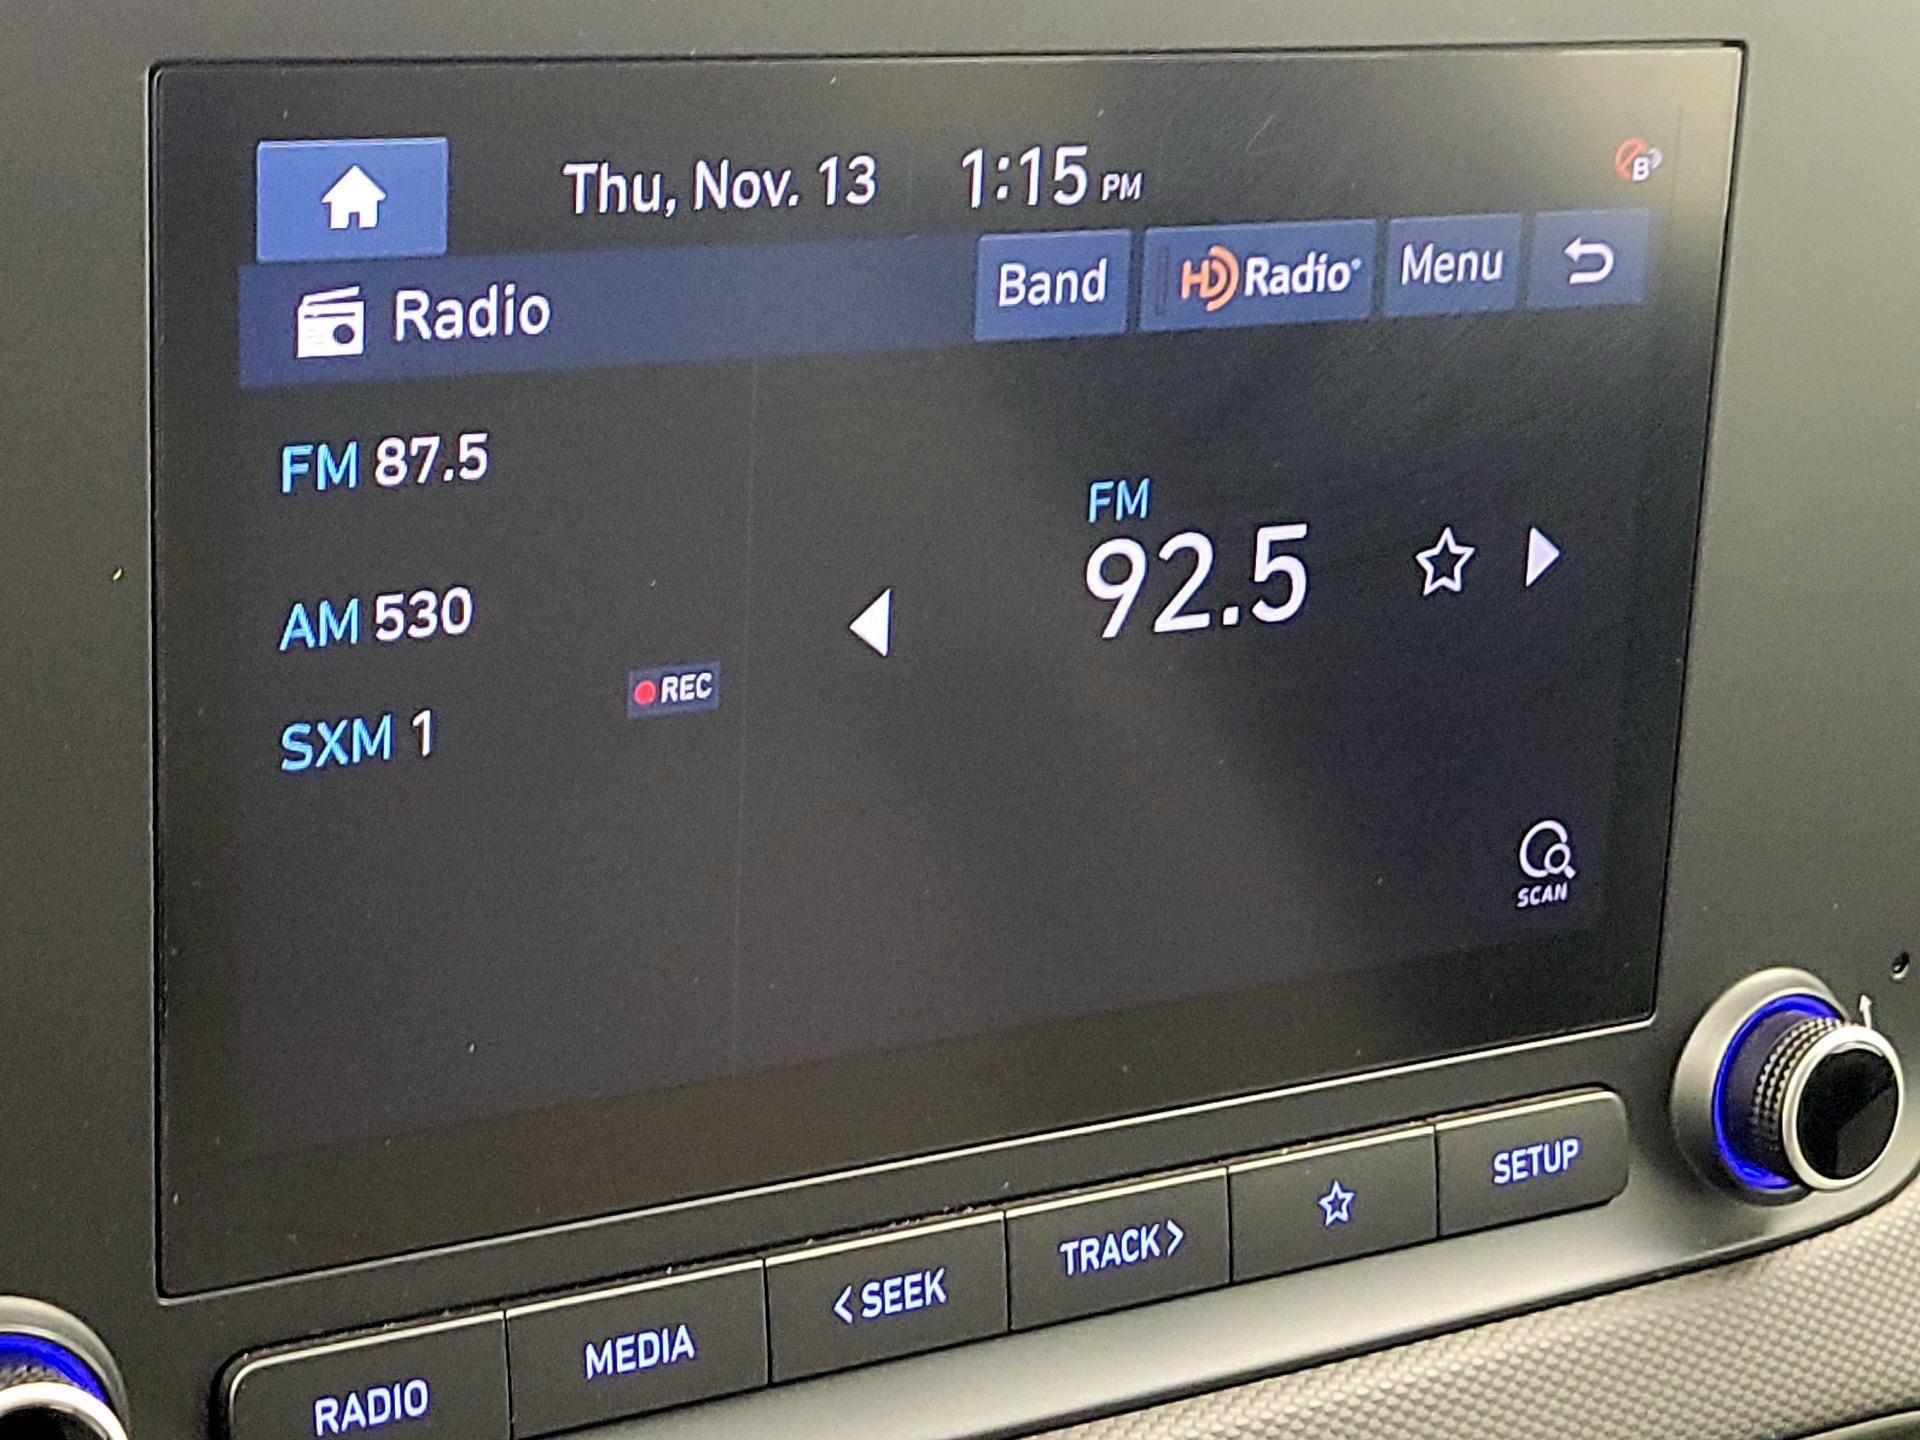 Thu, Nov. 13 1:15 PM
B
Radio Band HD Radio Menu
FM 87.5
AM 530
REC
SXM 1
FM
92.5
SCAN
RADIO MEDIA < SEEK TRACK > SETUP